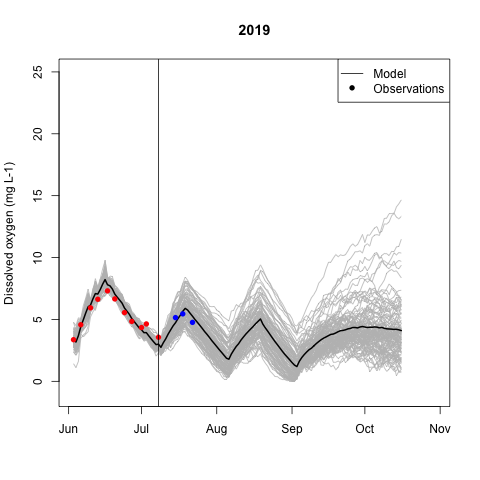 2019
Model
Observations
Dissolved oxygen (mg L-1)
25
20
15
10
5
0
Jun Jul Aug Sep Oct Nov